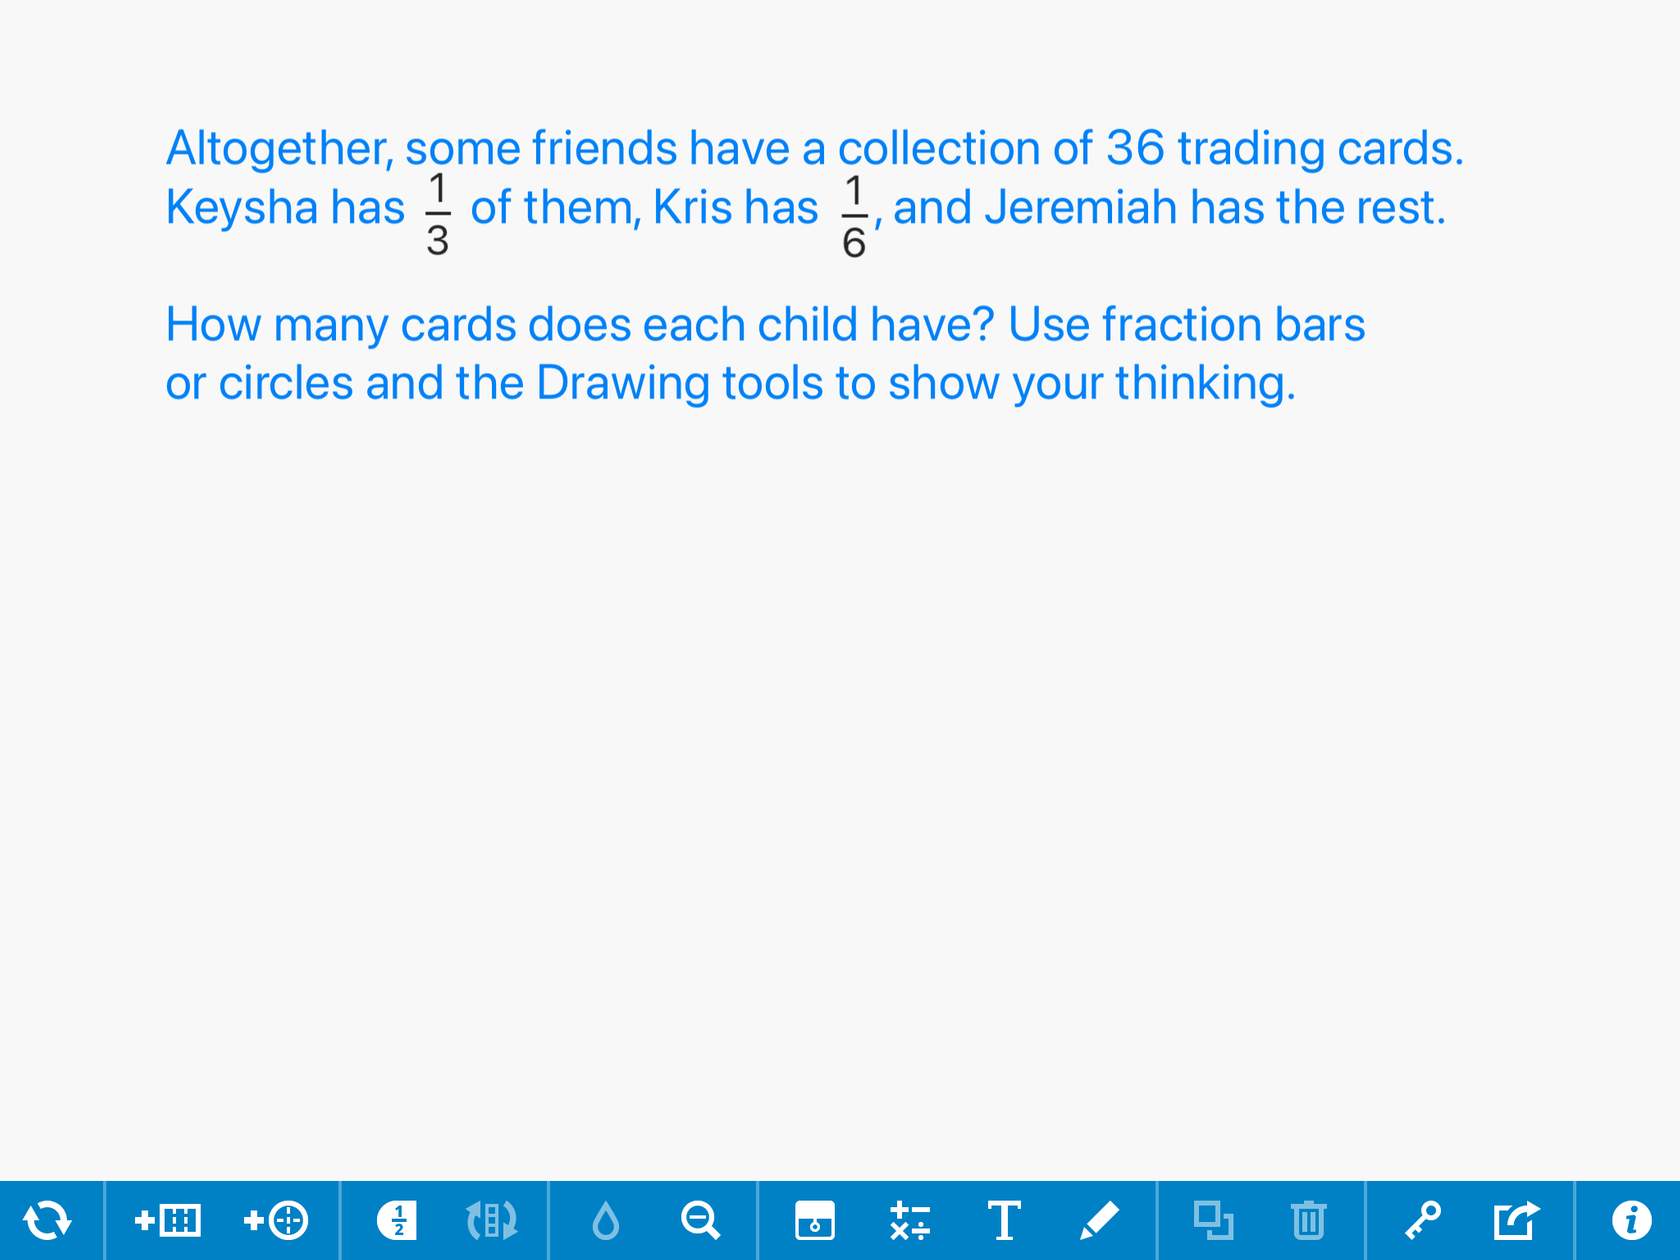 Altogether, some friends have a collection of 36 trading cards.
Keysha has 1/3 of them, Kris has 1/6, and Jeremiah has the rest.
How many cards does each child have? Use fraction bars
or circles and the Drawing tools to show your thinking.
1/2
T
i